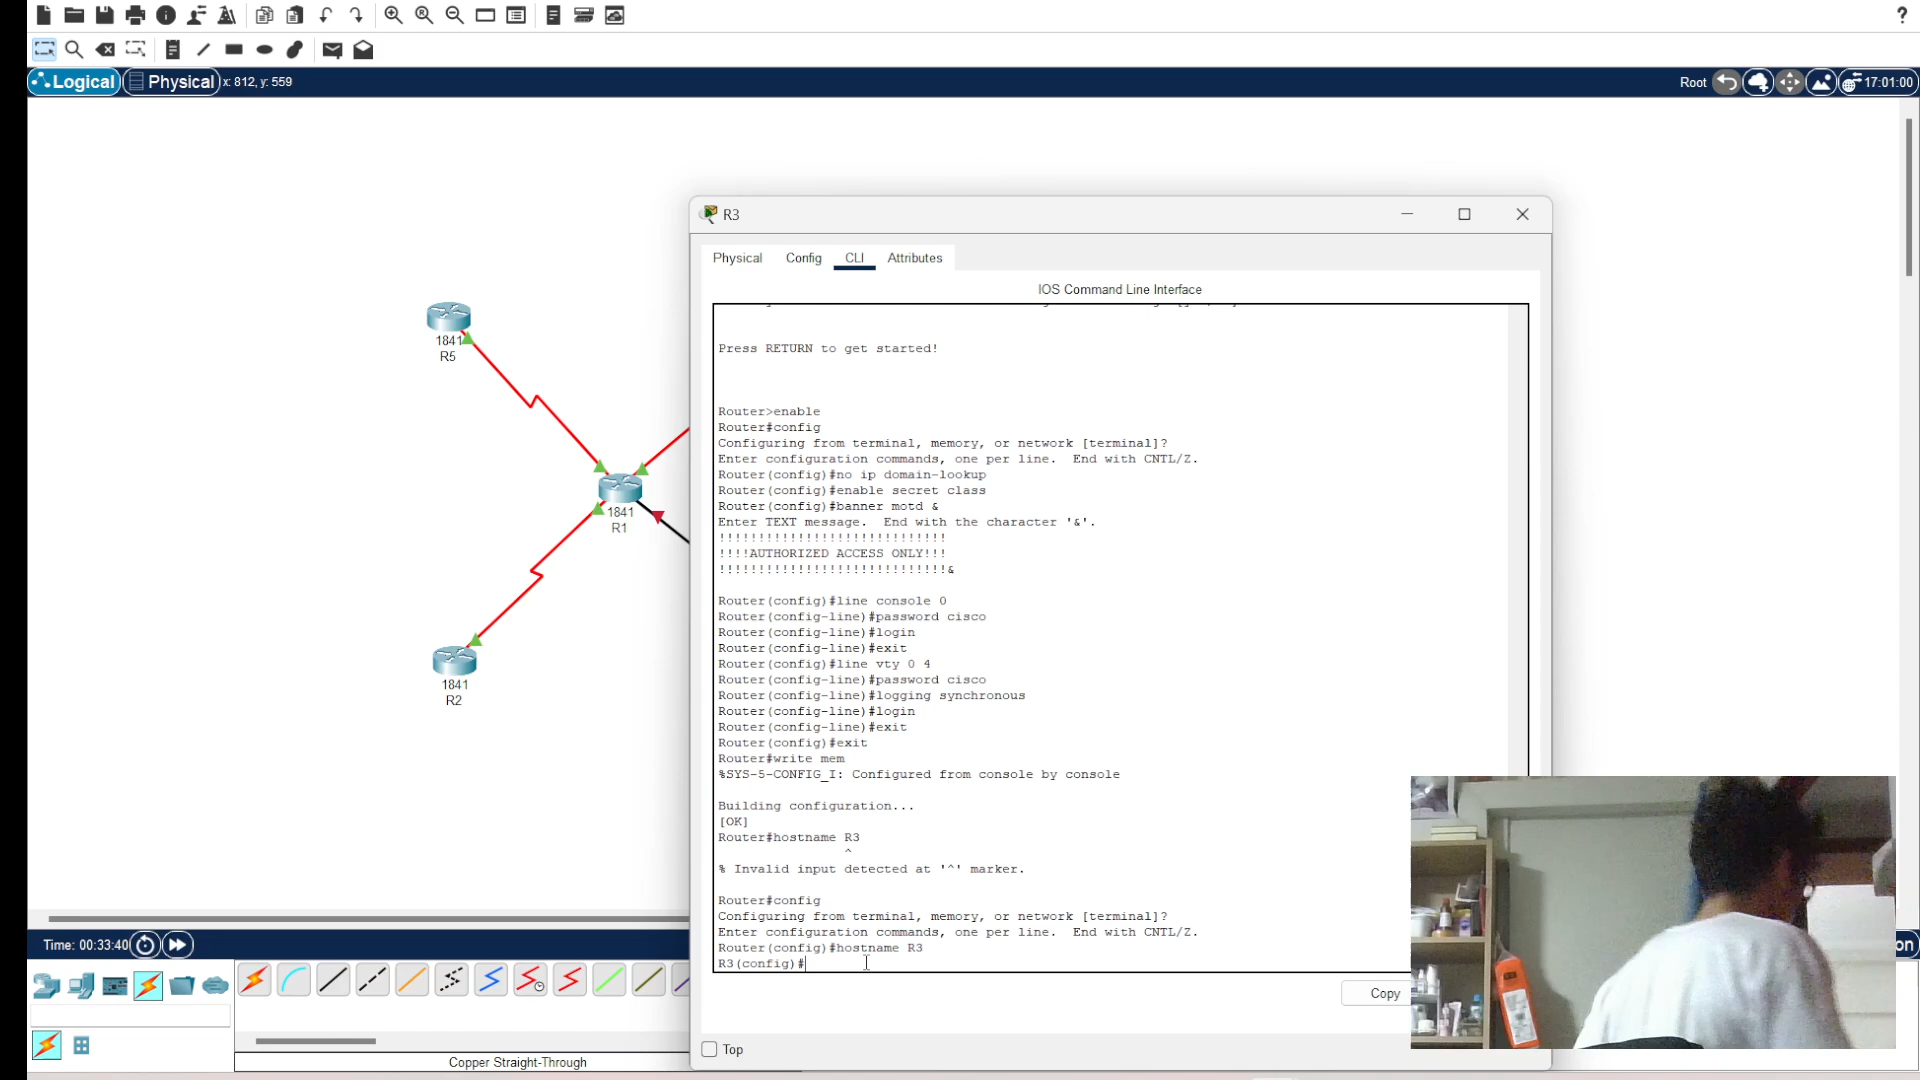 ?
Logical
Physical
x: 812, y: 559
Root
17:01:00
1841
R5
1841
R1
1841
R2
R3
Physical
Config
CLI
Attributes
IOS Command Line Interface
Press RETURN to get started!
Router>enable
Router#config
Configuring from terminal, memory, or network [terminal]?
Enter configuration commands, one per line.  End with CNTL/Z.
Router(config)#no ip domain-lookup
Router(config)#enable secret class
Router(config)#banner motd &
Enter TEXT message.  End with the character '&'.
!!!!!!!!!!!!!!!!!!!!!!!!!!!!!
!!!!AUTHORIZED ACCESS ONLY!!!
!!!!!!!!!!!!!!!!!!!!!!!!!!!!!&
Router(config)#line console 0
Router(config-line)#password cisco
Router(config-line)#login
Router(config-line)#exit
Router(config)#line vty 0 4
Router(config-line)#password cisco
Router(config-line)#logging synchronous
Router(config-line)#login
Router(config-line)#exit
Router(config)#exit
Router#write mem
%SYS-5-CONFIG_I: Configured from console by console
Building configuration...
[OK]
Router#hostname R3
^
% Invalid input detected at '^' marker.
Router#config
Configuring from terminal, memory, or network [terminal]?
Enter configuration commands, one per line.  End with CNTL/Z.
Router(config)#hostname R3
R3(config)#
Copy
Top
Time: 00:33:40
on
Copper Straight-Through